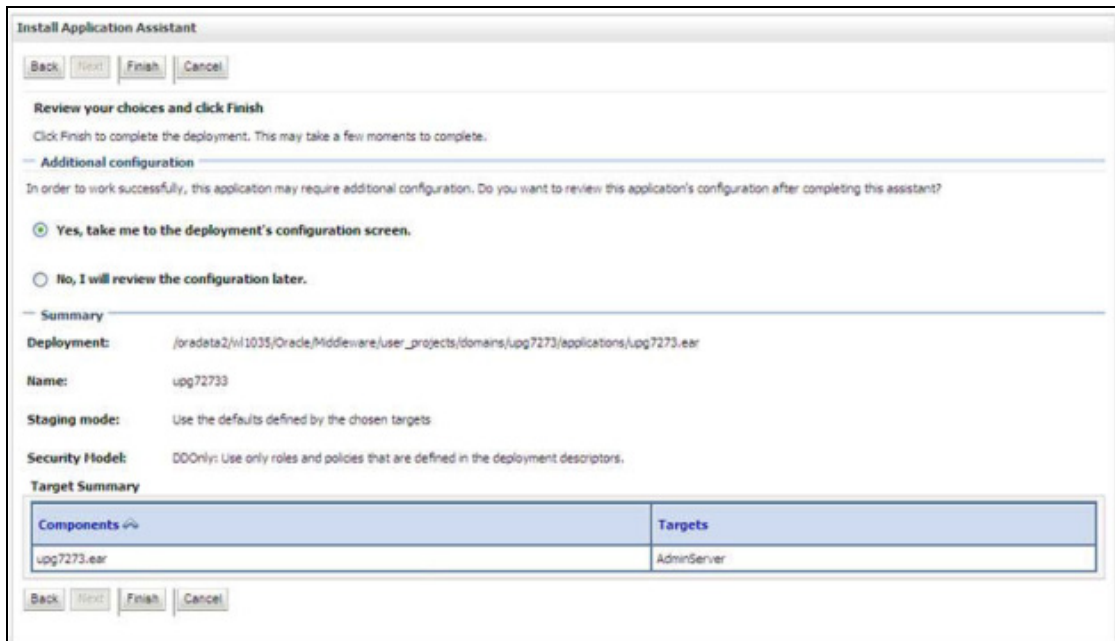 Install Application Assistant
Back Next Finish Cancel
Review your choices and click Finish
Click Finish to complete the deployment. This may take a few moments to complete.
Additional configuration
In order to work successfully, this application may require additional configuration. Do you want to review this application's configuration after completing this assistant?
Yes, take me to the deployment's configuration screen.
No, I will review the configuration later.
Summary
Deployment: /oradata2/wl1035/Oracle/Middleware/user_projects/domains/upg7273/applications/upg7273.ear
Name: upg72733
Staging mode: Use the defaults defined by the chosen targets
Security Model: DDOnly: Use only roles and policies that are defined in the deployment descriptors.
Target Summary
Components Targets
upg7273.ear AdminServer
Back Next Finish Cancel